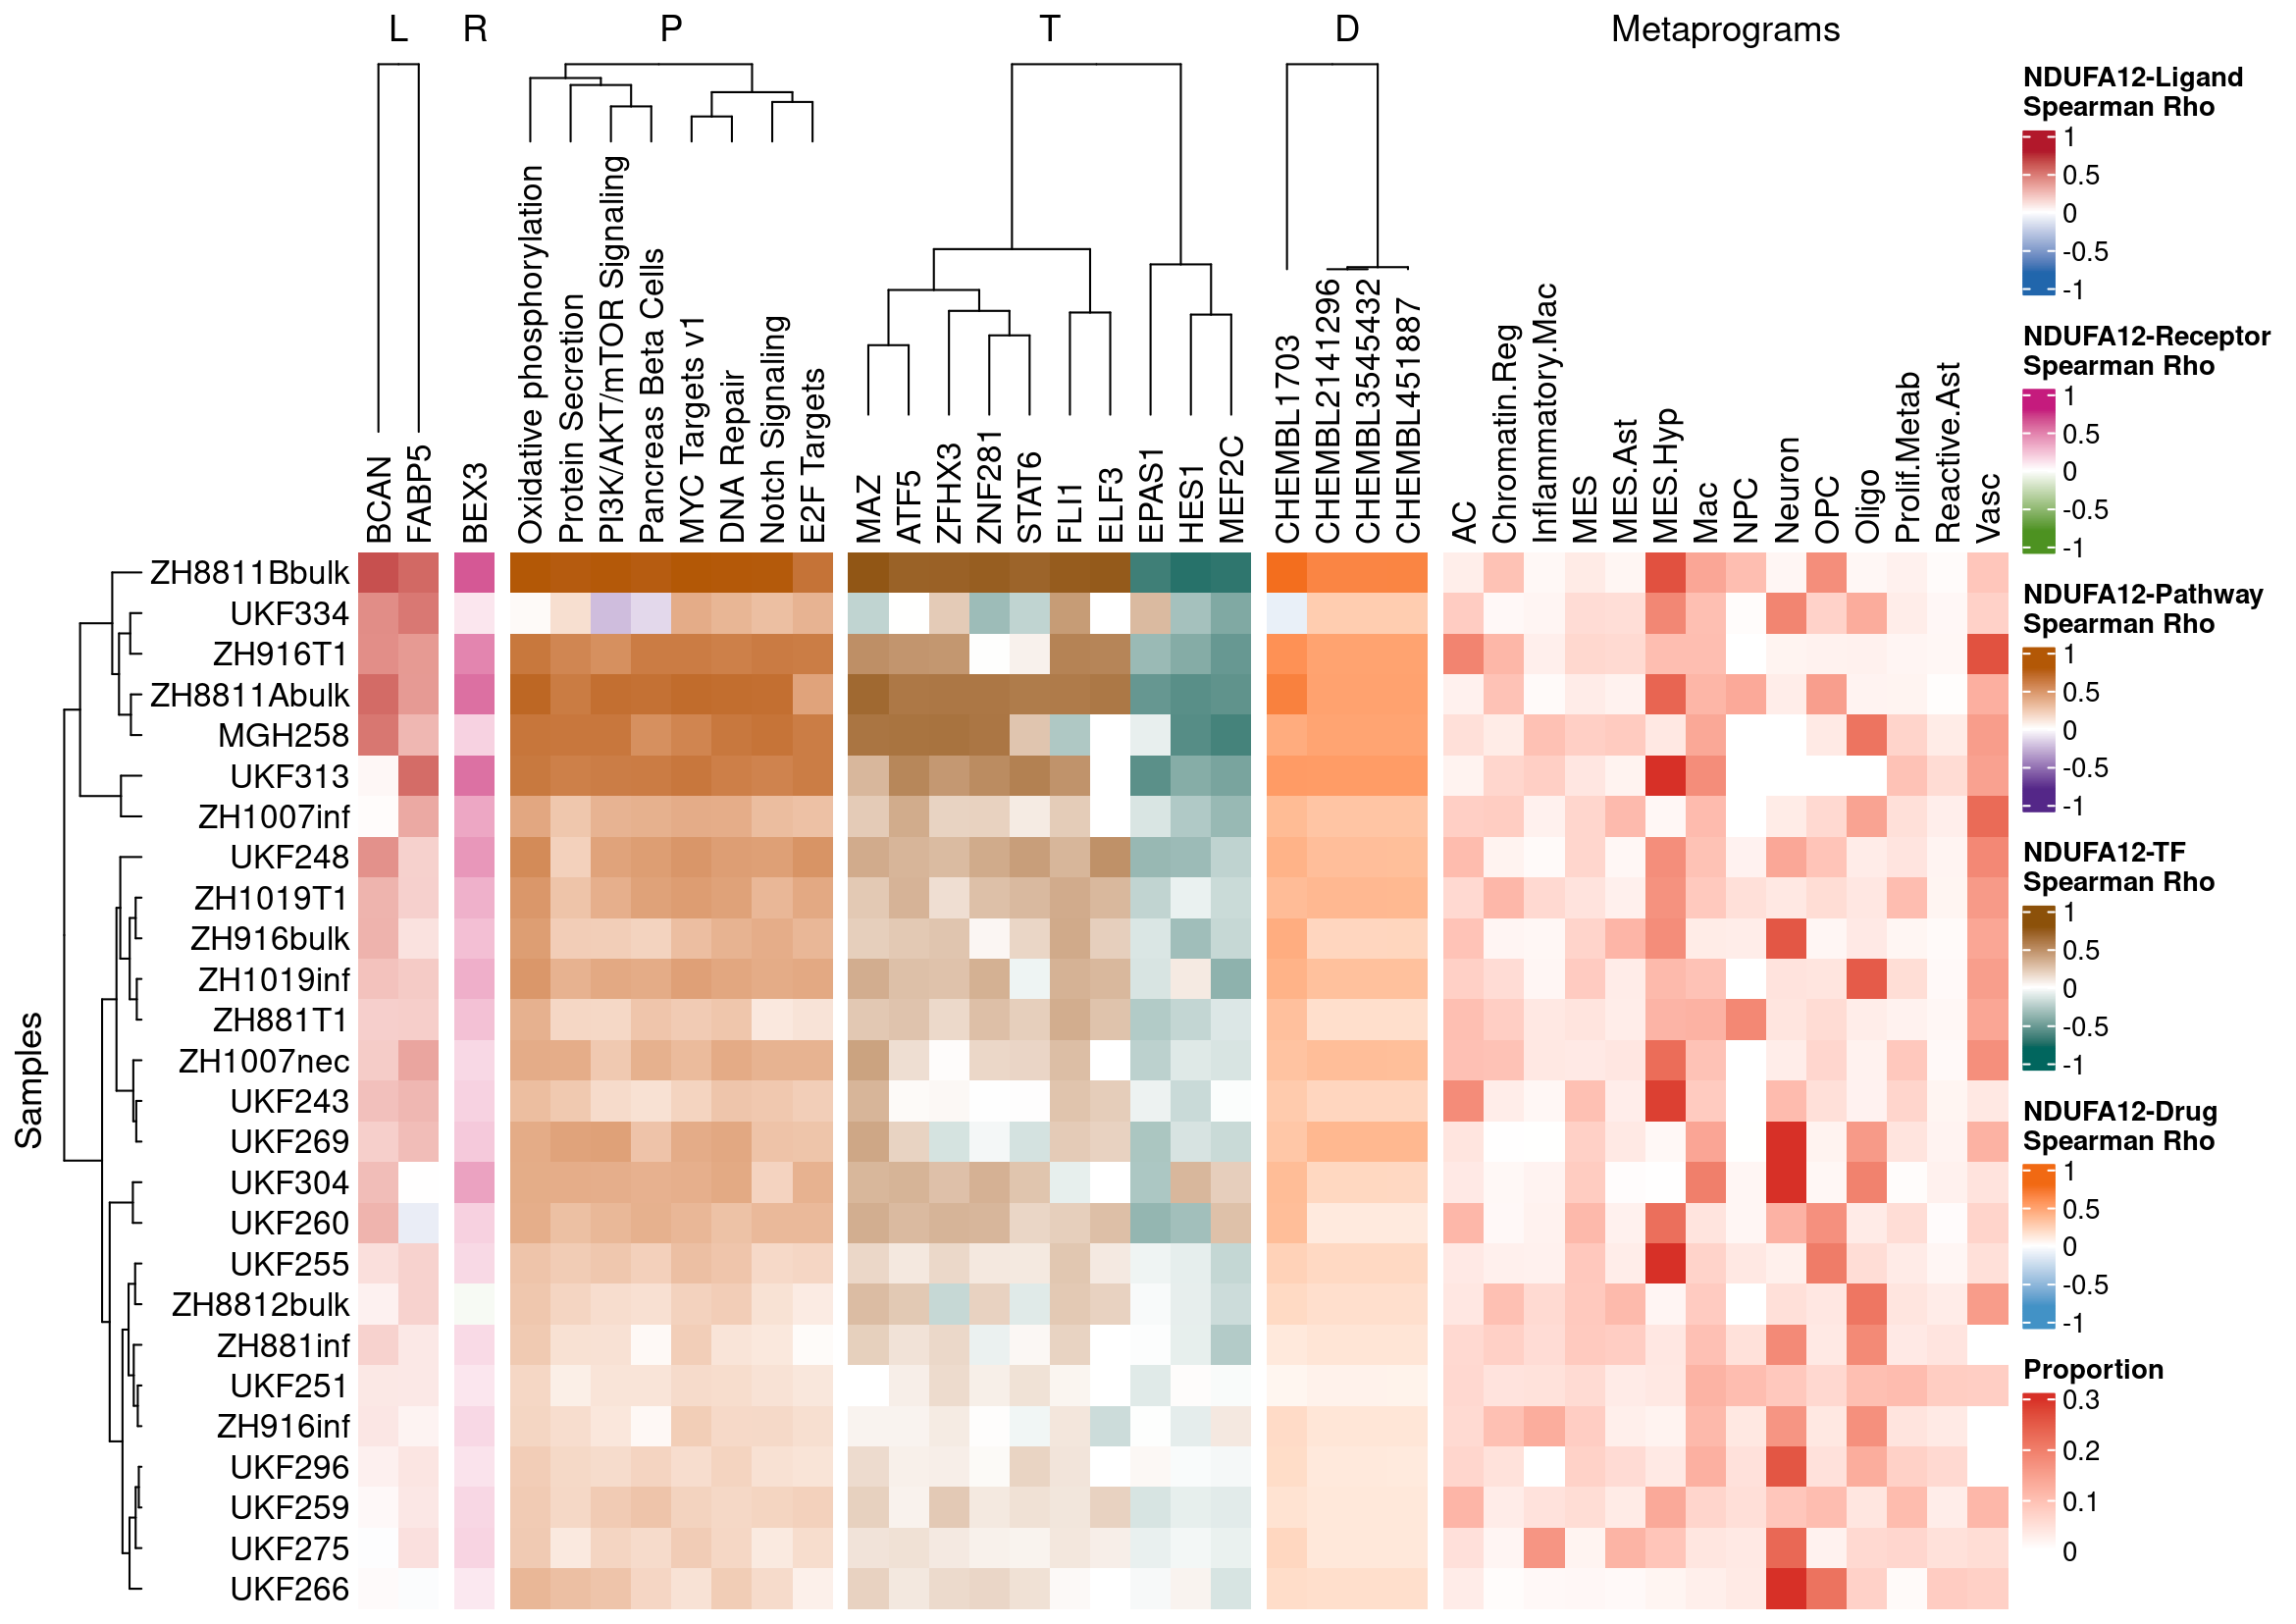 L R P T D Metaprograms
BCAN
FABP5
BEX3
Oxidative phosphorylation
Protein Secretion
PI3K/AKT/mTOR Signaling
Pancreas Beta Cells
MYC Targets v1
DNA Repair
Notch Signaling
E2F Targets
MAZ
ATF5
ZFHX3
ZNF281
STAT6
FLI1
ELF3
EPAS1
HES1
MEF2C
CHEMBL1703
CHEMBL2141296
CHEMBL3545432
CHEMBL4518​87
AC
Chromatin.Reg
Inflammatory.Mac
MES
MES.Ast
MES.Hyp
Mac
NPC
Neuron
OPC
Oligo
Prolif.Metab
Reactive.Ast
Vasc
Samples
ZH8811Bbulk
UKF334
ZH916T1
ZH8811Abulk
MGH258
UKF313
ZH1007inf
UKF248
ZH1019T1
ZH916bulk
ZH1019inf
ZH881T1
ZH1007nec
UKF243
UKF269
UKF304
UKF260
UKF255
ZH8812bulk
ZH881inf
UKF251
ZH916inf
UKF296
UKF259
UKF275
UKF266
NDUFA12-Ligand
Spearman Rho
1
0.5
0
-0.5
-1
NDUFA12-Receptor
Spearman Rho
1
0.5
0
-0.5
-1
NDUFA12-Pathway
Spearman Rho
1
0.5
0
-0.5
-1
NDUFA12-TF
Spearman Rho
1
0.5
0
-0.5
-1
NDUFA12-Drug
Spearman Rho
1
0.5
0
-0.5
-1
Proportion
0.3
0.2
0.1
0